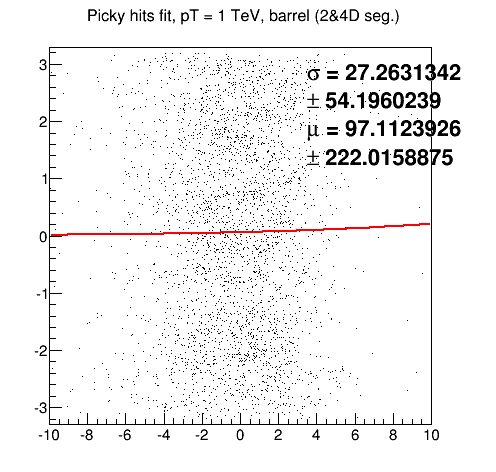 Picky hits fit, pT = 1 TeV, barrel (2&4D seg.)
σ = 27.2631342
± 54.1960239
μ = 97.1123926
± 222.0158875
3
2
1
0
-1
-2
-3
-10 -8 -6 -4 -2 0 2 4 6 8 10